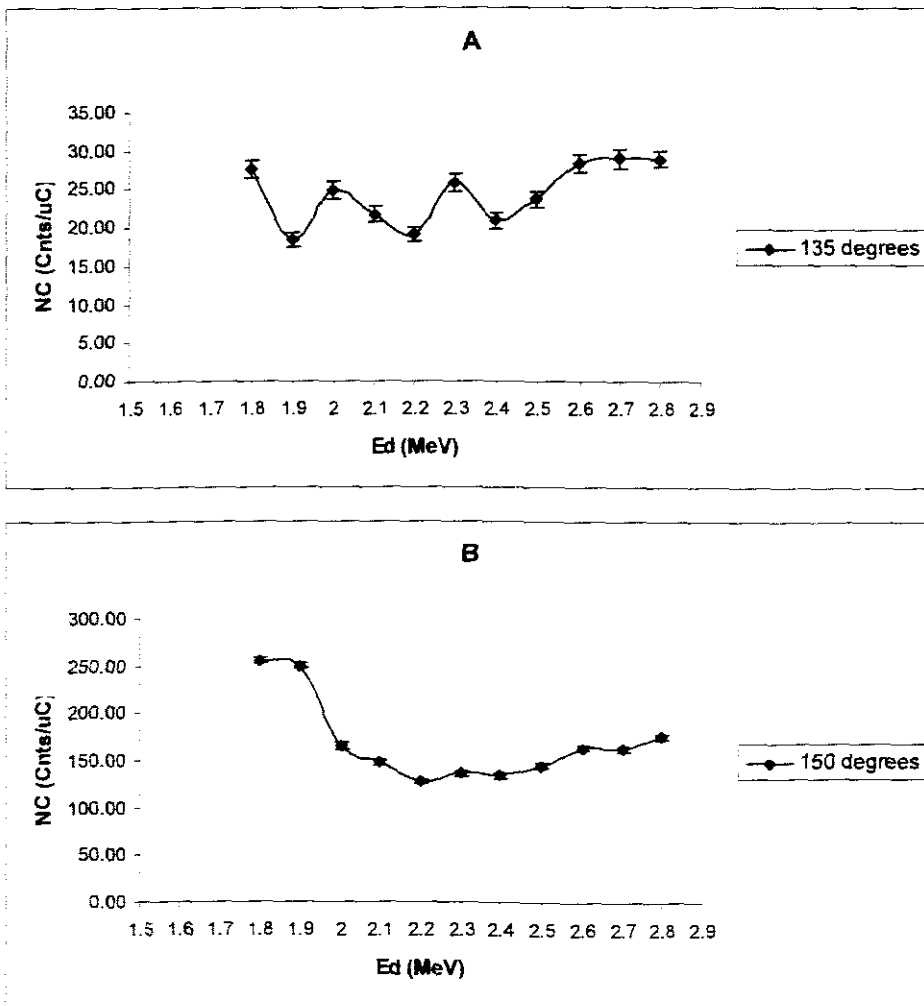 A
35.00
30.00
25.00
20.00
15.00
10.00
5.00
0.00
NC (Cnts/uC)
1.5 1.6 1.7 1.8 1.9 2 2.1 2.2 2.3 2.4 2.5 2.6 2.7 2.8 2.9
Ed (MeV)
135 degrees
B
300.00
250.00
200.00
150.00
100.00
50.00
0.00
NC (Cnts/uC)
1.5 1.6 1.7 1.8 1.9 2 2.1 2.2 2.3 2.4 2.5 2.6 2.7 2.8 2.9
Ed (MeV)
150 degrees